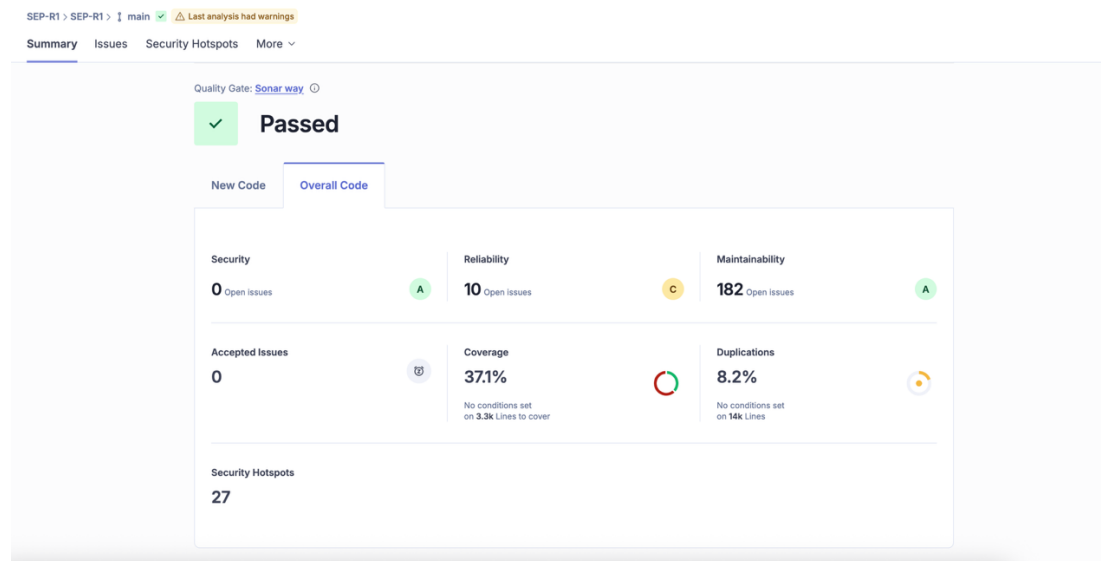 SEP-R1 > SEP-R1 > main Last analysis had warnings
Summary Issues Security Hotspots More
Quality Gate: Sonar way
Passed
New Code Overall Code
Security Reliability Maintainability
0 Open issues A 10 Open issues C 182 Open issues A
Accepted Issues Coverage Duplications
0 37.1% 8.2%
No conditions set No conditions set
on 3.3k Lines to cover on 14k Lines
Security Hotspots
27